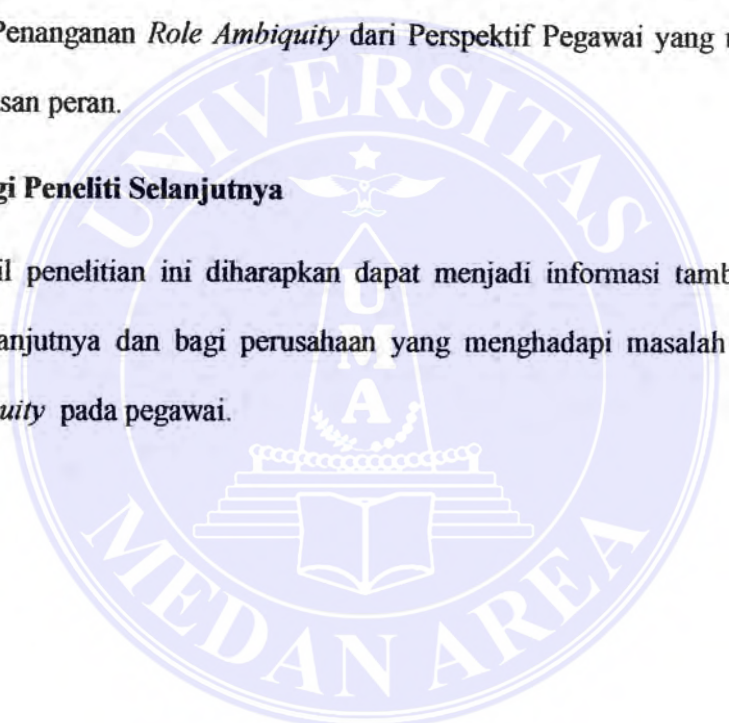 Penanganan Role Ambiquity dari Perspektif Pegawai yang
san peran.
gi Peneliti Selanjutnya
il penelitian ini diharapkan dapat menjadi informasi tamb
anjutnya dan bagi perusahaan yang menghadapi masalah
uity pada pegawai.
UNIVERSITAS
UMA
MEDAN AREA